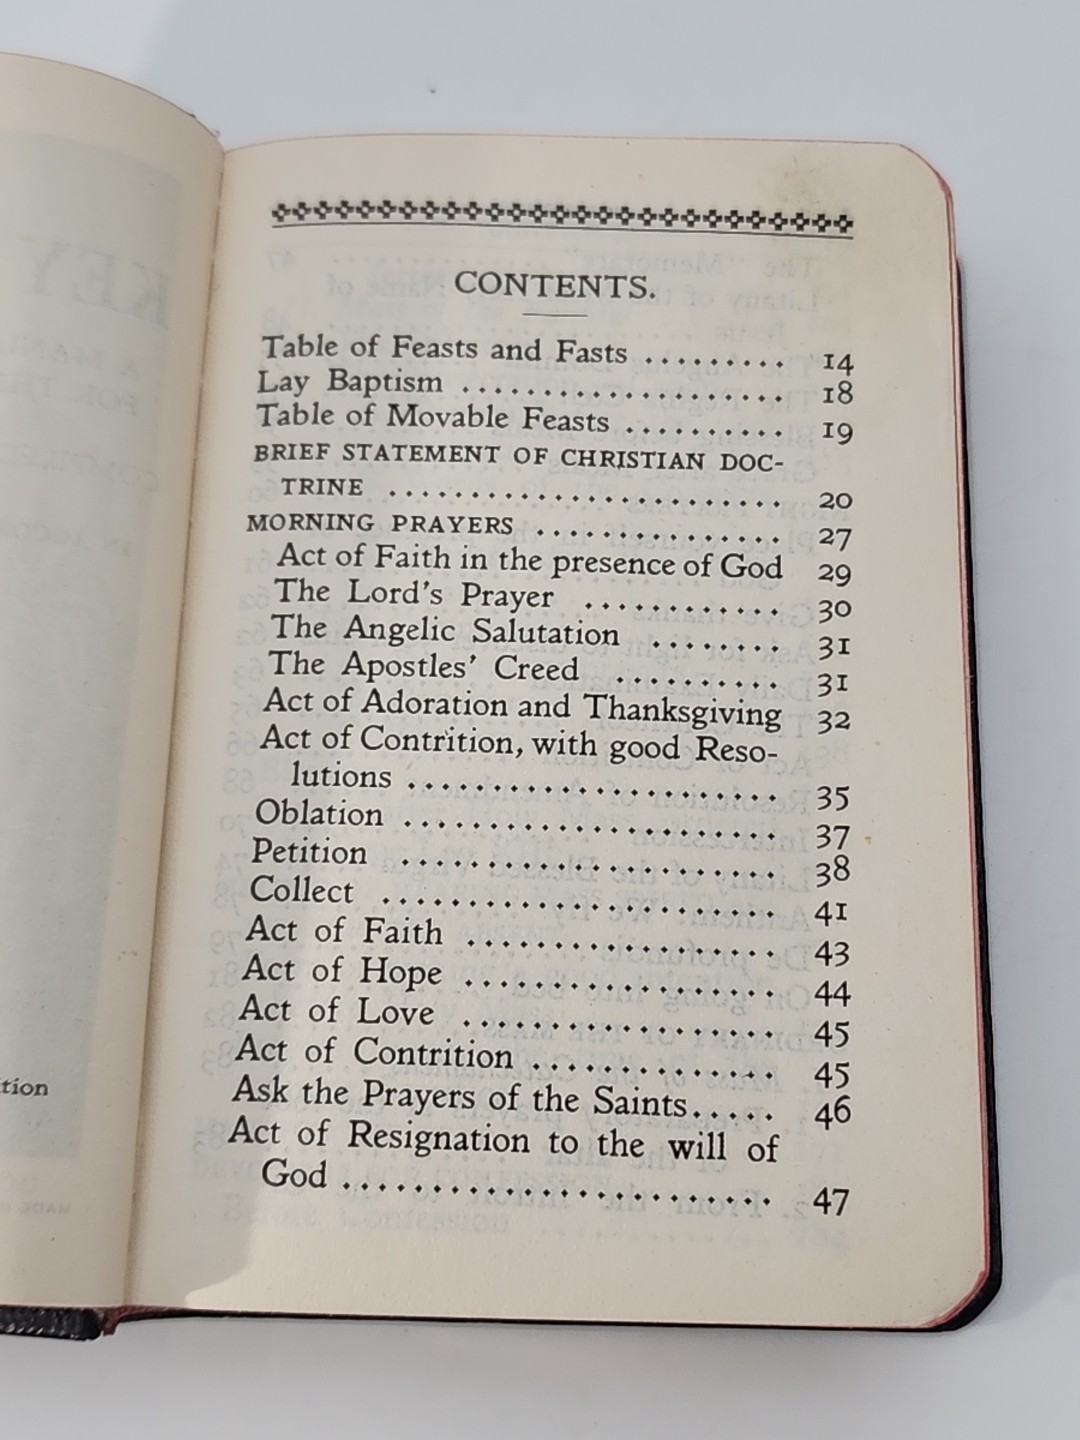 CONTENTS.
Table of Feasts and Fasts ......... 14
Lay Baptism .................... 18
Table of Movable Feasts .......... 19
BRIEF STATEMENT OF CHRISTIAN DOC-
TRINE ......................... 20
MORNING PRAYERS ............... 27
Act of Faith in the presence of God 29
The Lord's Prayer ............ 30
The Angelic Salutation ........ 31
The Apostles' Creed .......... 31
Act of Adoration and Thanksgiving 32
Act of Contrition, with good Reso-
lutions ..................... 35
Oblation ..................... 37
Petition ..................... 38
Collect ...................... 41
Act of Faith ................. 43
Act of Hope ................. 44
Act of Love ................. 45
Act of Contrition ............. 45
Ask the Prayers of the Saints..... 46
Act of Resignation to the will of
God ........................ 47
tion